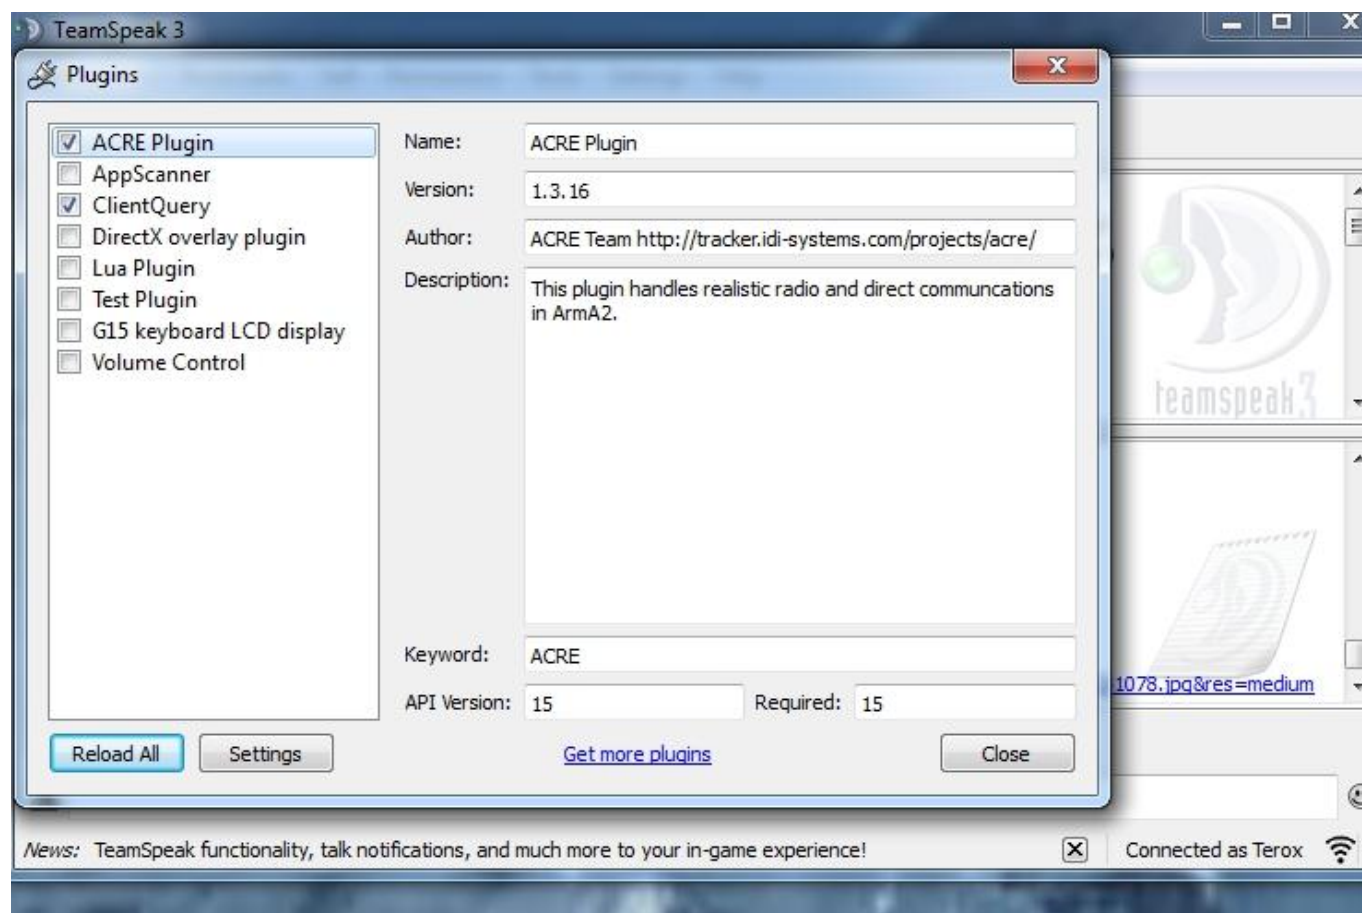 TeamSpeak 3
Plugins
ACRE Plugin
AppScanner
ClientQuery
DirectX overlay plugin
Lua Plugin
Test Plugin
G15 keyboard LCD display
Volume Control
Name: ACRE Plugin
Version: 1.3.16
Author: ACRE Team http://tracker.idi-systems.com/projects/acre/
Description: This plugin handles realistic radio and direct communcations
in ArmA2.
Keyword: ACRE
API Version: 15 Required: 15
Reload All Settings Get more plugins Close
teamspeak 3
1078.jpg&res=medium
News: TeamSpeak functionality, talk notifications, and much more to your in-game experience! Connected as Terox